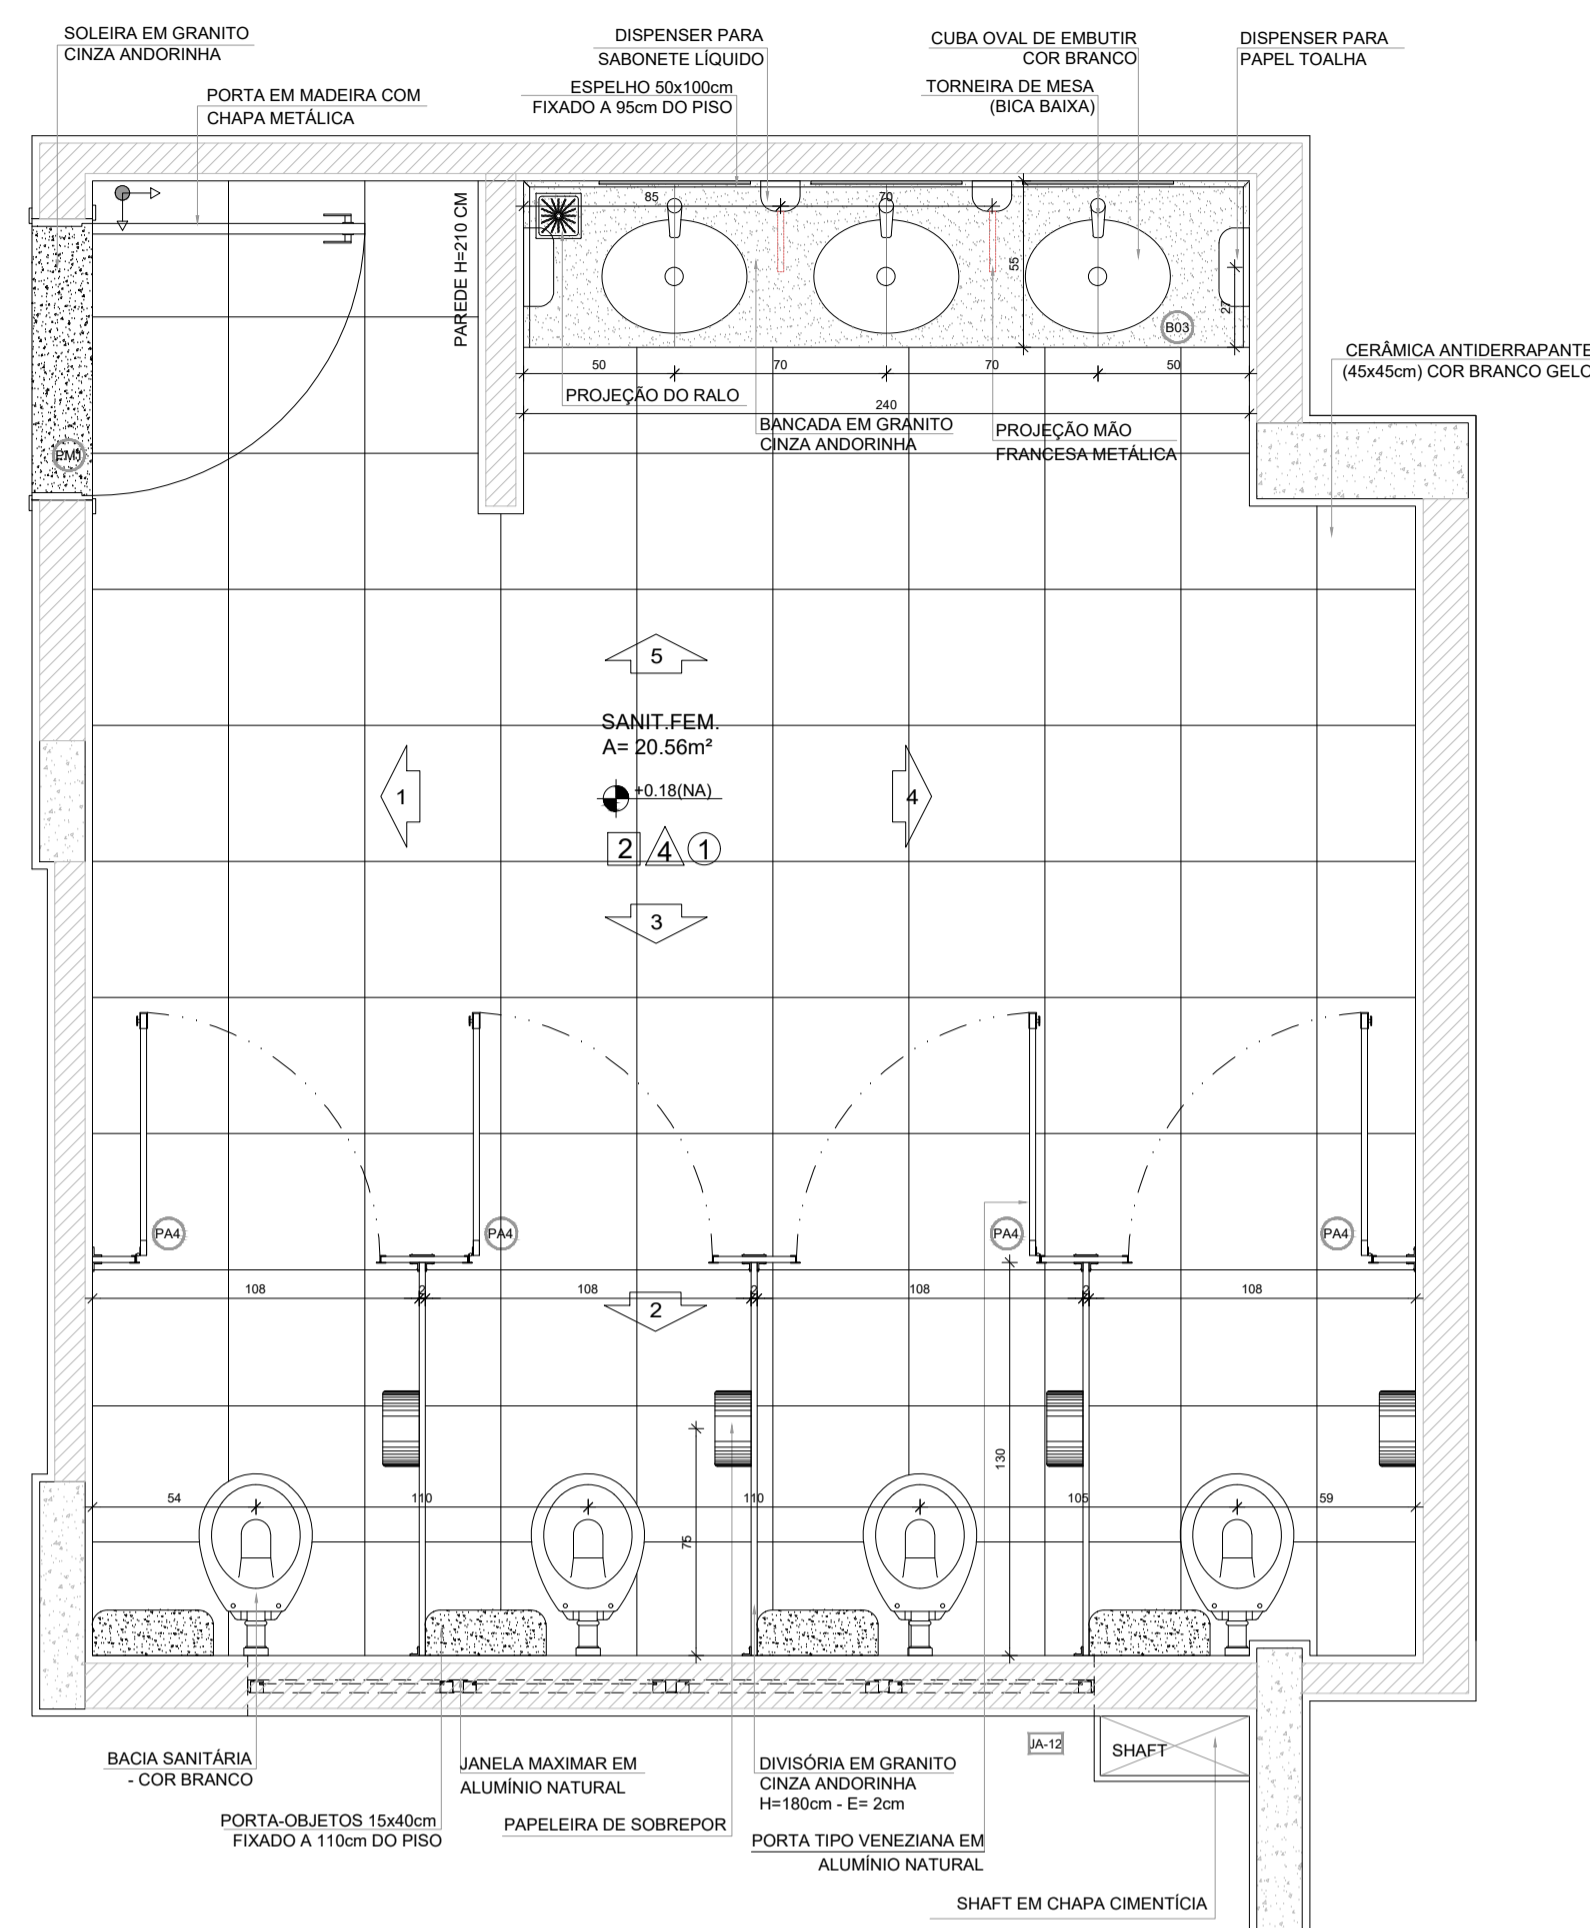 SOLEIRA EM GRANITO
CINZA ANDORINHA
PORTA EM MADEIRA COM
CHAPA METÁLICA
DISPENSER PARA
SABONETE LÍQUIDO
ESPELHO 50x100cm
FIXADO A 95cm DO PISO
CUBA OVAL DE EMBUTIR
COR BRANCO
TORNEIRA DE MESA
(BICA BAIXA)
DISPENSER PARA
PAPEL TOALHA
PAREDE H=210 CM
85
70
55
27
B03
50
70
70
50
240
PROJEÇÃO DO RALO
BANCADA EM GRANITO
CINZA ANDORINHA
PROJEÇÃO MÃO
FRANCESA METÁLICA
CERÂMICA ANTIDERRAPANTE
(45x45cm) COR BRANCO GELO
PM1
5
SANIT.FEM.
A= 20.56m²
+0.18(NA)
1
4
2 4 1
3
PA4
PA4
PA4
PA4
108
2
108
2
108
2
108
2
130
75
54
110
110
105
59
BACIA SANITÁRIA
- COR BRANCO
PORTA-OBJETOS 15x40cm
FIXADO A 110cm DO PISO
JANELA MAXIMAR EM
ALUMÍNIO NATURAL
PAPELEIRA DE SOBREPOR
DIVISÓRIA EM GRANITO
CINZA ANDORINHA
H=180cm - E= 2cm
PORTA TIPO VENEZIANA EM
ALUMÍNIO NATURAL
JA-12
SHAFT
SHAFT EM CHAPA CIMENTÍCIA